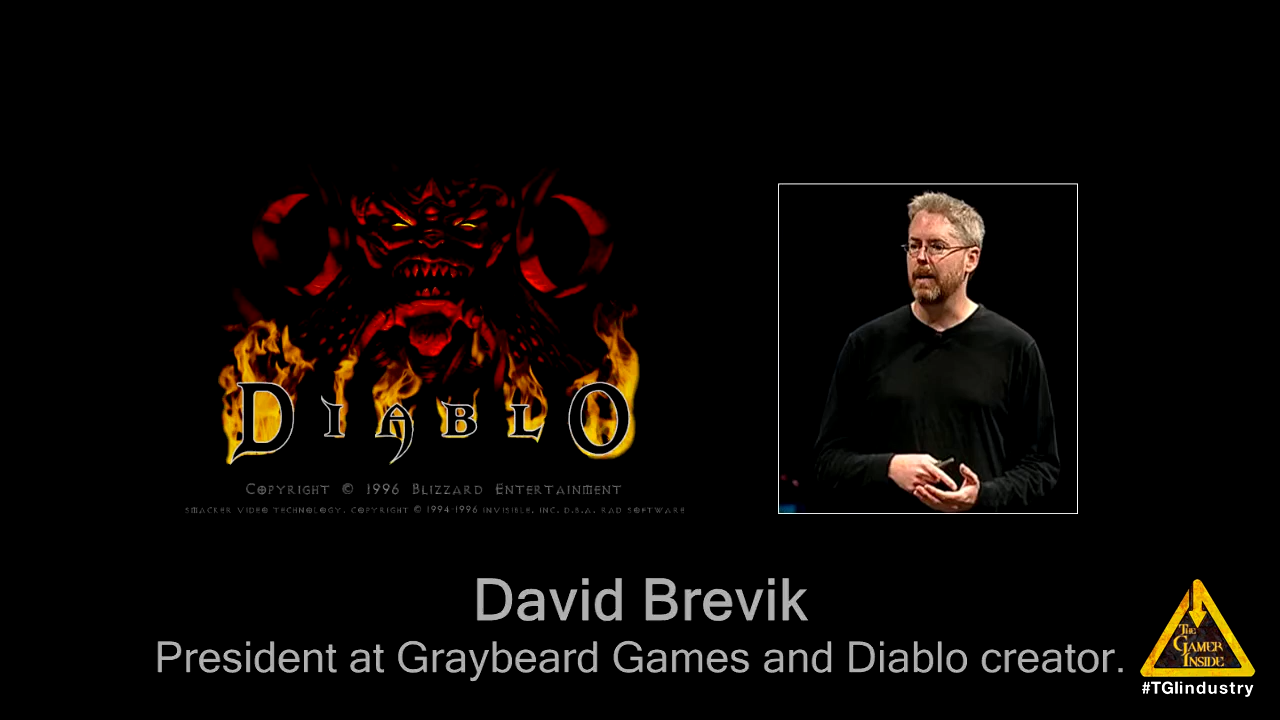 DIABLO
COPYRIGHT © 1996 BLIZZARD ENTERTAINMENT
SMACKER VIDEO TECHNOLOGY. COPYRIGHT © 1994-1996 INVISIBLE, INC. D.B.A. RAD SOFTWARE
David Brevik
President at Graybeard Games and Diablo creator.
THE
GAMER
INSIDE
#TGIindustry